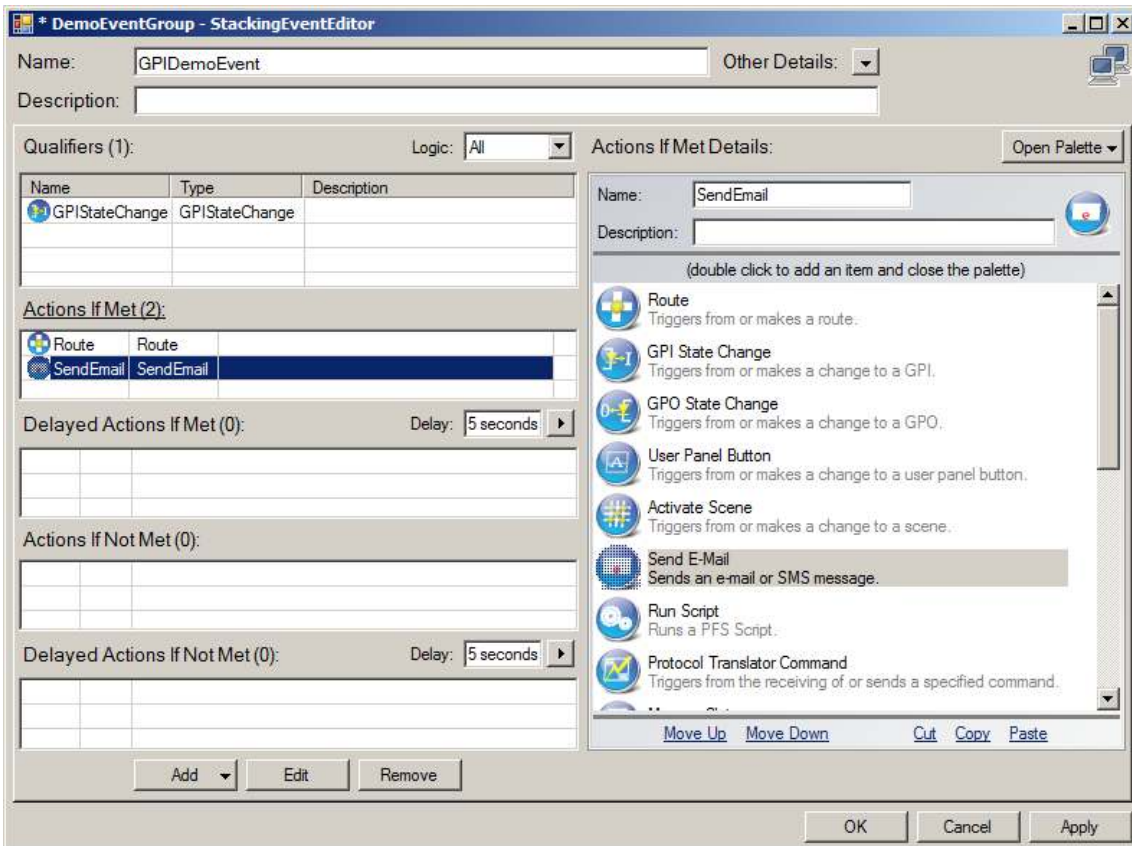 * DemoEventGroup - StackingEventEditor
Name: GPIDemoEvent Other Details:
Description:
Qualifiers (1): Logic: All
Name Type Description
GPIStateChange GPIStateChange
Actions If Met (2):
Route Route
SendEmail SendEmail
Delayed Actions If Met (0): Delay: 5 seconds
Actions If Not Met (0):
Delayed Actions If Not Met (0): Delay: 5 seconds
Add Edit Remove
Actions If Met Details: Open Palette
Name: SendEmail
Description:
(double click to add an item and close the palette)
Route
Triggers from or makes a route.
GPI State Change
Triggers from or makes a change to a GPI.
GPO State Change
Triggers from or makes a change to a GPO.
User Panel Button
Triggers from or makes a change to a user panel button.
Activate Scene
Triggers from or makes a change to a scene.
Send E-Mail
Sends an e-mail or SMS message.
Run Script
Runs a PFS Script.
Protocol Translator Command
Triggers from the receiving of or sends a specified command.
Move Up Move Down Cut Copy Paste
OK Cancel Apply